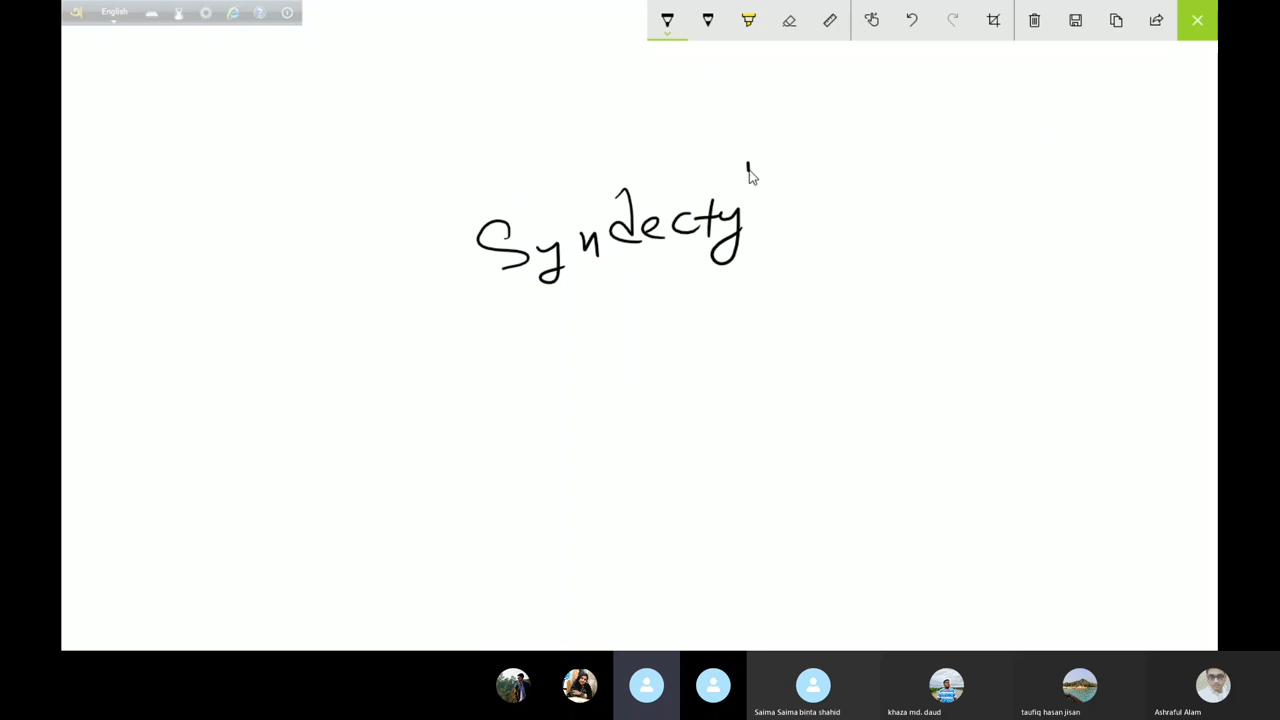 English
Syndecty
Saima Saima binta shahid
khaza md. daud
taufiq hasan jisan
Ashraful Alam